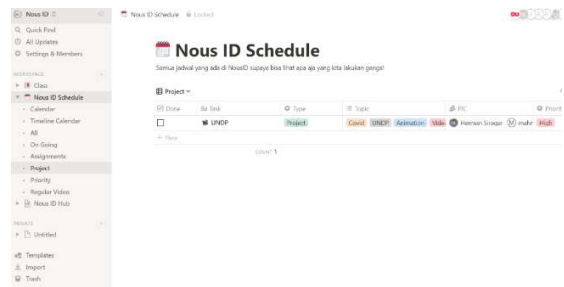 Nous ID
Quick Find
All Updates
Settings & Members
WORKSPACE
Class
Nous ID Schedule
Calendar
Timeline Calendar
All
On Going
Assignments
Project
Priority
Regular Video
Nous ID Hub
PRIVATE
Untitled
Templates
Import
Trash
Nous ID Schedule Locked
Nous ID Schedule
Semua jadwal yang ada di NousID supaya bisa lihat apa aja yang kita lakukan gengs!
Project
Done Task Type Topic PIC Priorit
UNDP Project Covid UNDP Animation Vide Herman mahr High
+ New
COUNT 1